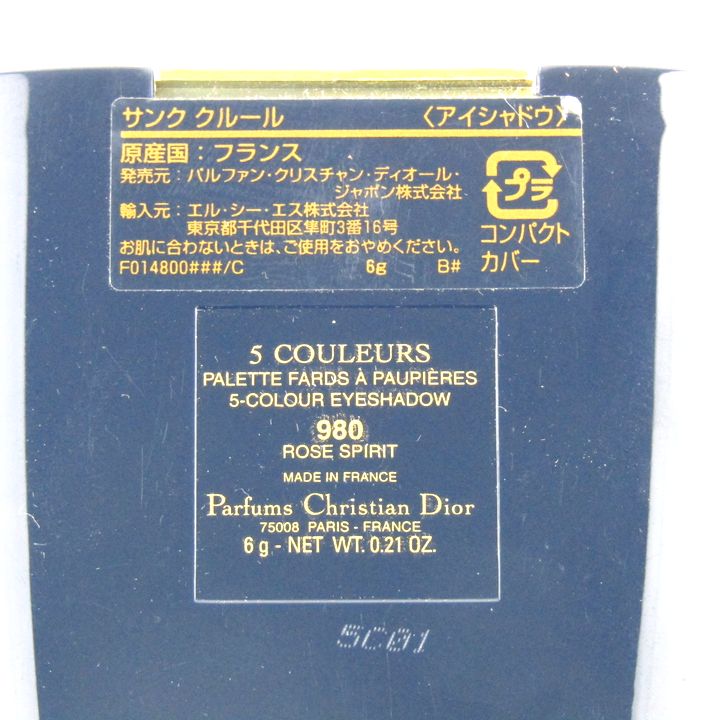 サンク クルール 〈アイシャドウ〉
原産国：フランス
発売元：パルファン・クリスチャン・ディオール・
ジャポン株式会社
輸入元：エル・シー・エス株式会社
東京都千代田区隼町3番16号
お肌に合わないときは、ご使用をおやめください。
F014800###/C 6g B#
プラ
コンパクト
カバー
5 COULEURS
PALETTE FARDS À PAUPIÈRES
5-COLOUR EYESHADOW
980
ROSE SPIRIT
MADE IN FRANCE
Parfums Christian Dior
75008 PARIS - FRANCE
6 g - NET WT. 0.21 OZ.
5C01